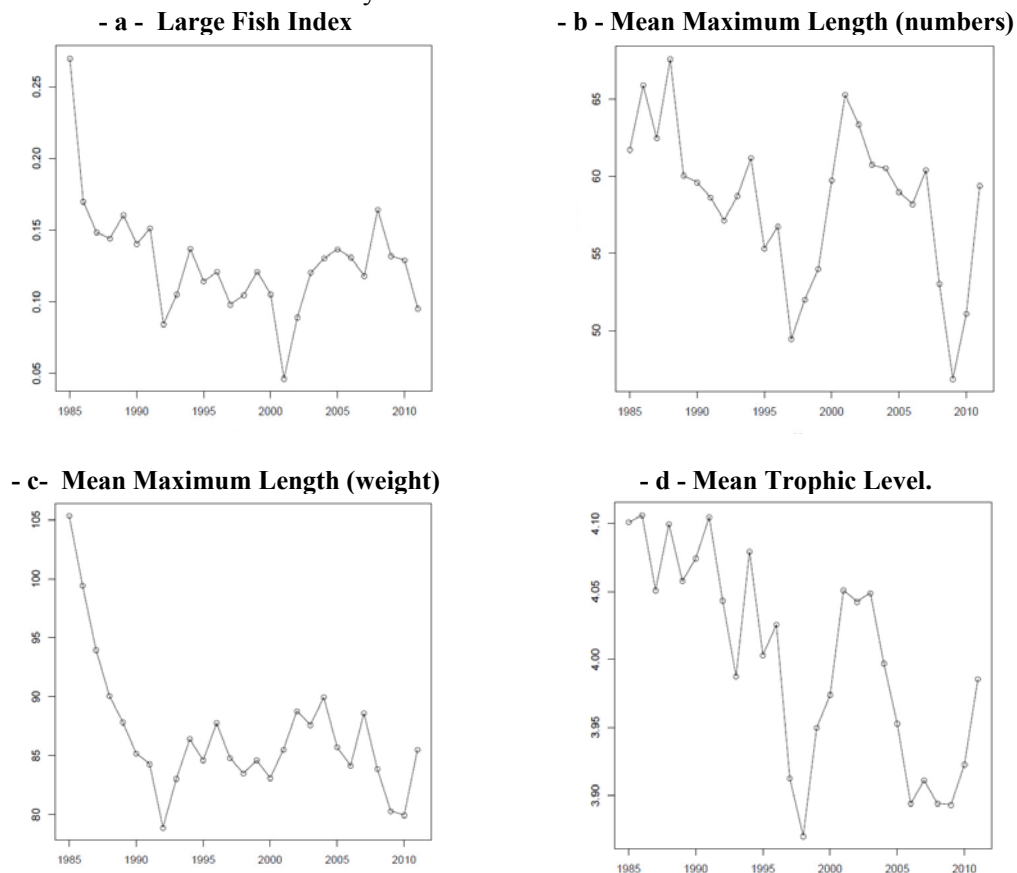 - a - Large Fish Index
- b - Mean Maximum Length (numbers)
0.25
0.20
0.15
0.10
0.05
1985 1990 1995 2000 2005 2010
65
60
55
50
1985 1990 1995 2000 2005 2010
- c- Mean Maximum Length (weight)
- d - Mean Trophic Level.
105
100
95
90
85
80
1985 1990 1995 2000 2005 2010
4.10
4.05
4.00
3.95
3.90
1985 1990 1995 2000 2005 2010